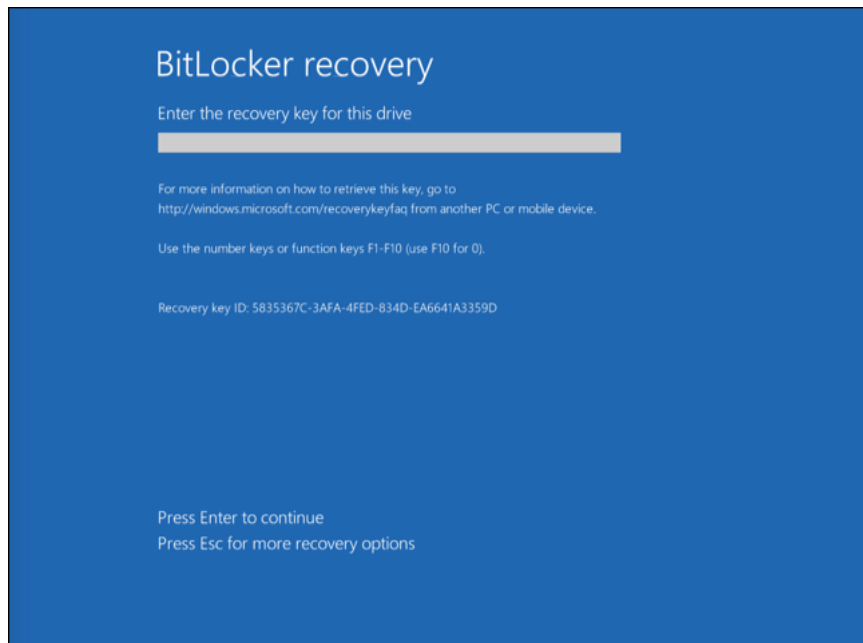 BitLocker recovery
Enter the recovery key for this drive
For more information on how to retrieve this key, go to
http://windows.microsoft.com/recoverykeyfaq from another PC or mobile device.
Use the number keys or function keys F1-F10 (use F10 for 0).
Recovery key ID: 5835367C-3AFA-4FED-834D-EA6641A3359D
Press Enter to continue
Press Esc for more recovery options